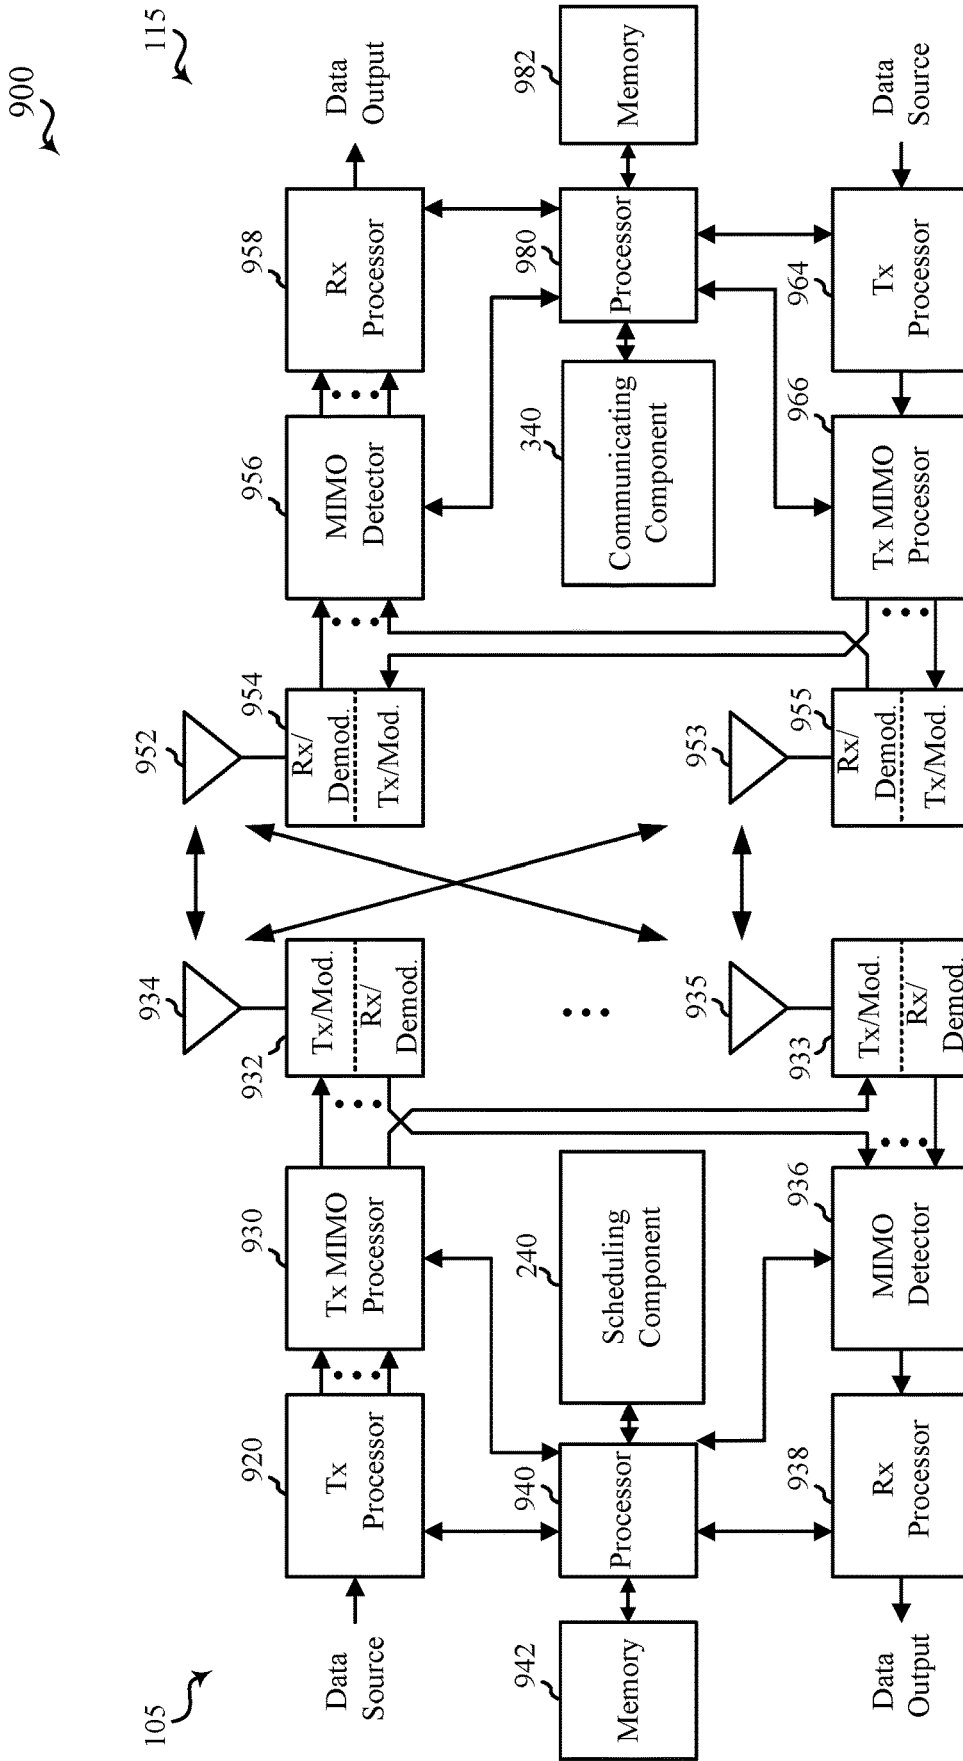 900
105
115
Data
Source
920
Tx
Processor
930
Tx MIMO
Processor
932
Tx/Mod.
Rx/
Demod.
934
952
954
Rx/
Demod.
Tx/Mod.
956
MIMO
Detector
958
Rx
Processor
Data
Output
942
Memory
940
Processor
240
Scheduling
Component
340
Communicating
Component
980
Processor
982
Memory
Data
Output
938
Rx
Processor
936
MIMO
Detector
933
Tx/Mod.
Rx/
Demod.
935
953
955
Rx/
Demod.
Tx/Mod.
966
Tx MIMO
Processor
964
Tx
Processor
Data
Source